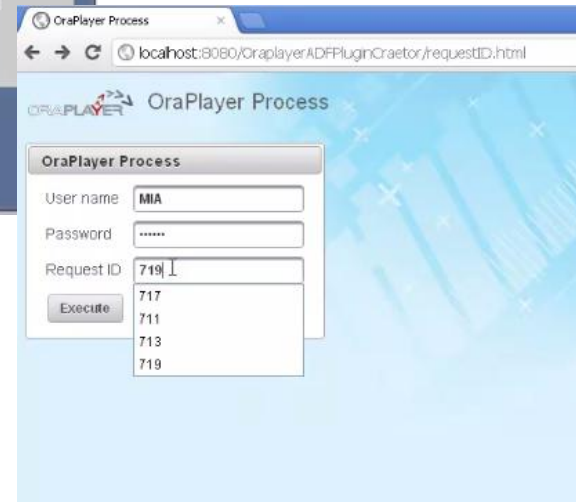 OraPlayer Process
localhost:8080/OraplayerADFPluginCraetor/requestID.html
ORAPLAYER OraPlayer Process
OraPlayer Process
User name MIA
Password ••••••
Request ID 719
717
Execute
711
713
719